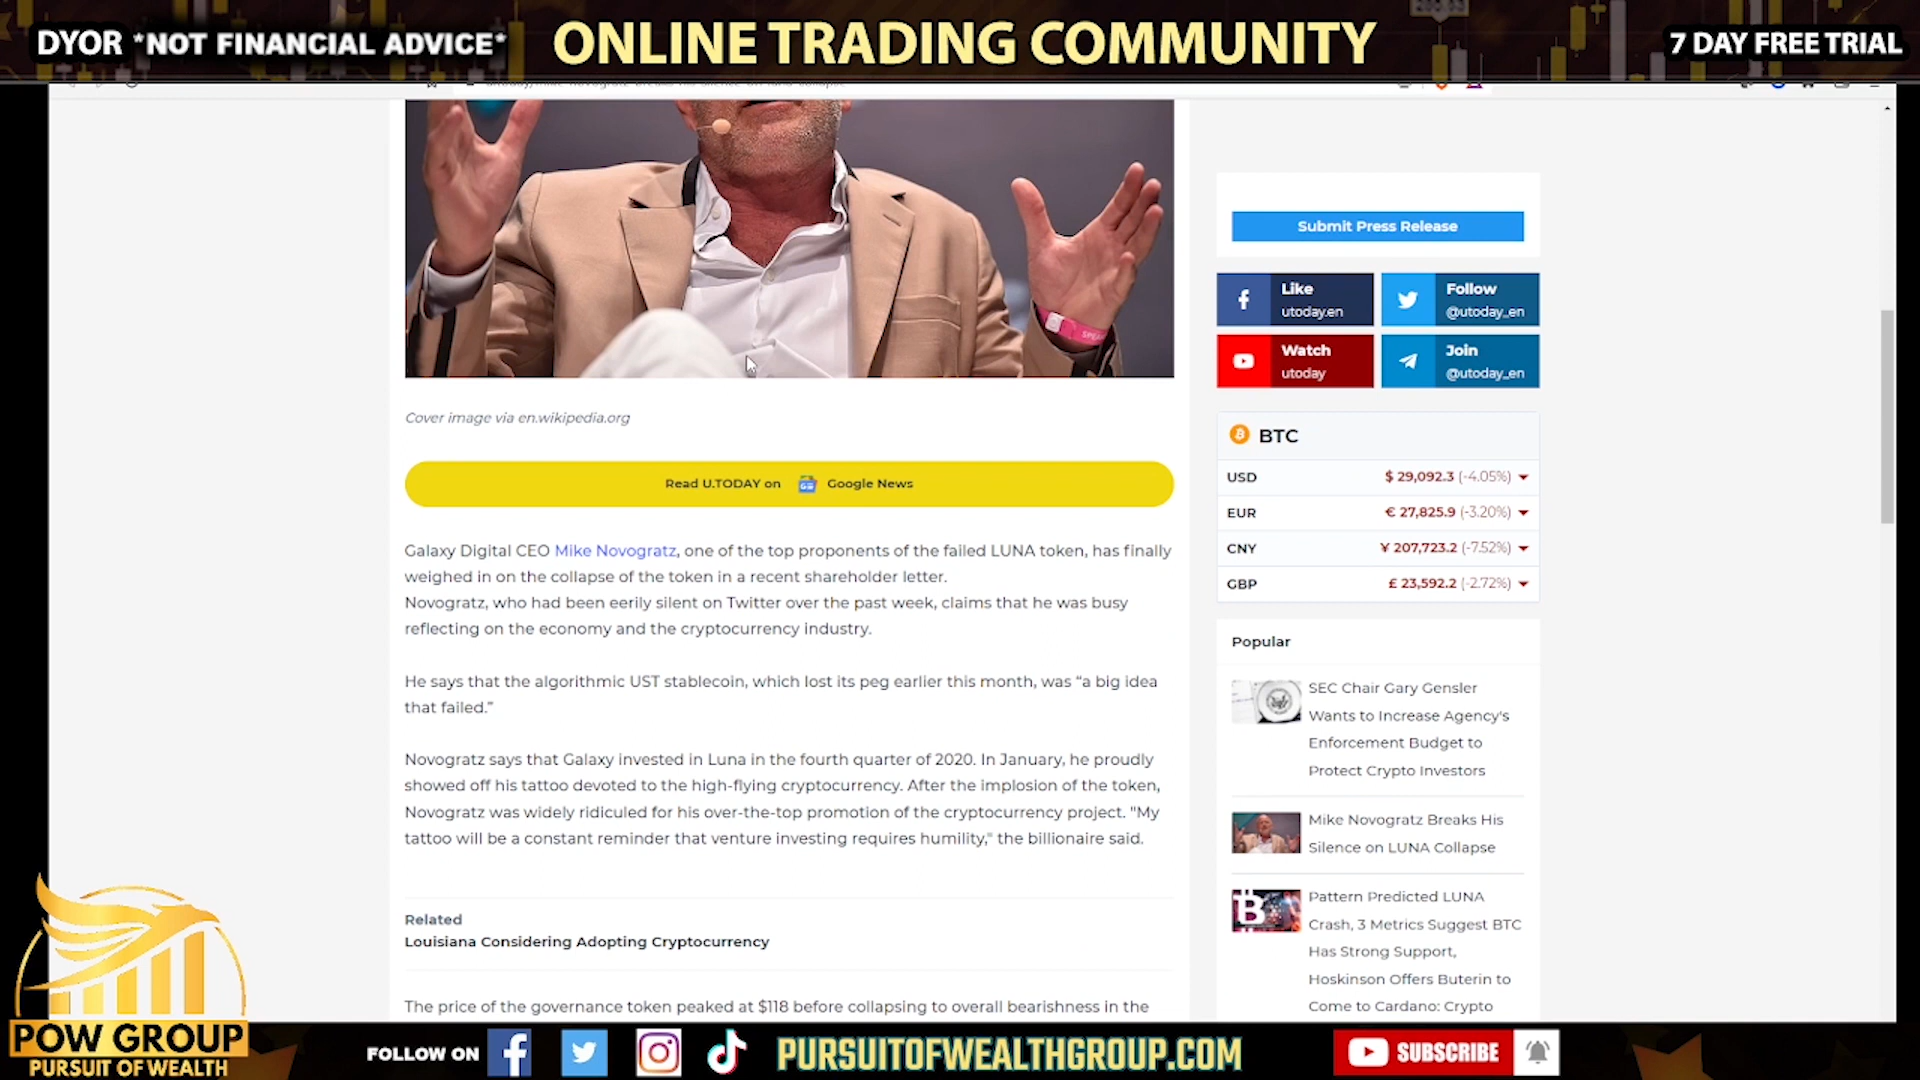 DYOR *NOT FINANCIAL ADVICE*
ONLINE TRADING COMMUNITY
7 DAY FREE TRIAL
Submit Press Release
Like
utoday.en
Follow
@utoday_en
Watch
utoday
Join
@utoday_en
Cover image via en.wikipedia.org
Read U.TODAY on Google News
Galaxy Digital CEO Mike Novogratz, one of the top proponents of the failed LUNA token, has finally
weighed in on the collapse of the token in a recent shareholder letter.
Novogratz, who had been eerily silent on Twitter over the past week, claims that he was busy
reflecting on the economy and the cryptocurrency industry.
He says that the algorithmic UST stablecoin, which lost its peg earlier this month, was “a big idea
that failed.”
Novogratz says that Galaxy invested in Luna in the fourth quarter of 2020. In January, he proudly
showed off his tattoo devoted to the high-flying cryptocurrency. After the implosion of the token,
Novogratz was widely ridiculed for his over-the-top promotion of the cryptocurrency project. "My
tattoo will be a constant reminder that venture investing requires humility," the billionaire said.
Related
Louisiana Considering Adopting Cryptocurrency
The price of the governance token peaked at $118 before collapsing to overall bearishness in the
BTC
USD $ 29,092.3 (-4.05%)
EUR € 27,825.9 (-3.20%)
CNY ¥ 207,723.2 (-7.52%)
GBP £ 23,592.2 (-2.72%)
Popular
SEC Chair Gary Gensler
Wants to Increase Agency's
Enforcement Budget to
Protect Crypto Investors
Mike Novogratz Breaks His
Silence on LUNA Collapse
Pattern Predicted LUNA
Crash, 3 Metrics Suggest BTC
Has Strong Support,
Hoskinson Offers Buterin to
Come to Cardano: Crypto
POW GROUP
PURSUIT OF WEALTH
FOLLOW ON
PURSUITOFWEALTHGROUP.COM
SUBSCRIBE